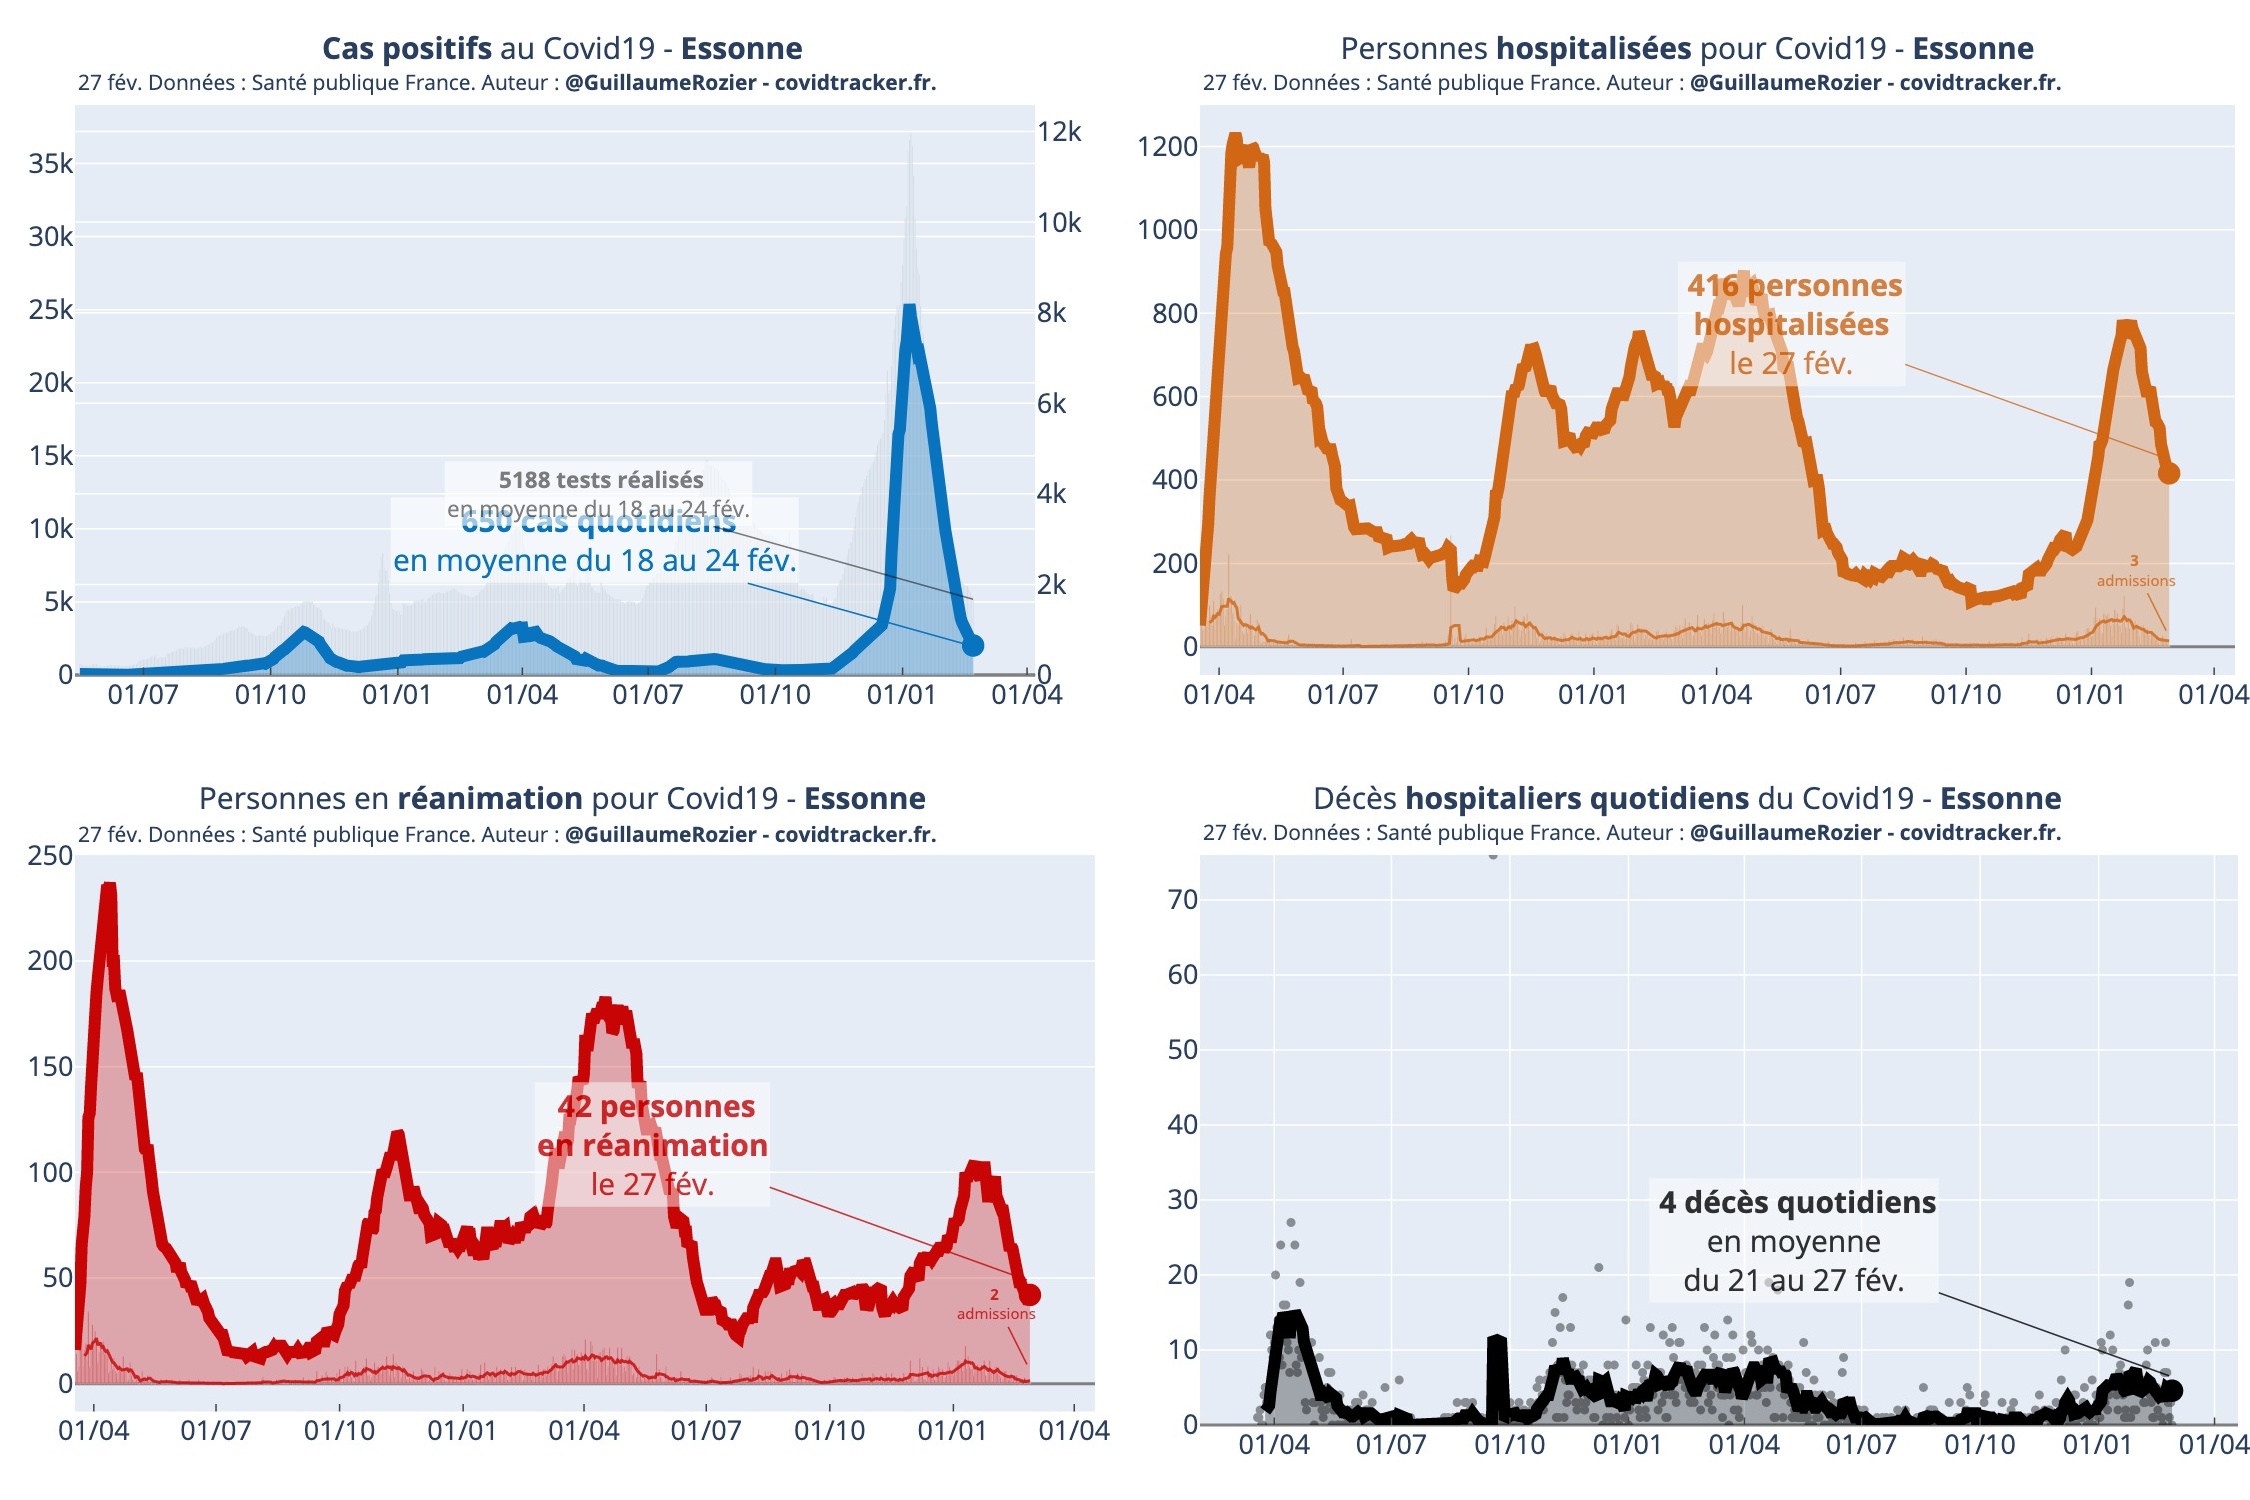 Cas positifs au Covid19 - Essonne
27 fév. Données : Santé publique France. Auteur : @GuillaumeRozier - covidtracker.fr.
35k
30k
25k
20k
15k
10k
5k
0
12k
10k
8k
6k
4k
2k
0
5188 tests réalisés
en moyenne du 18 au 24 fév.
650 cas quotidiens
en moyenne du 18 au 24 fév.
01/07 01/10 01/01 01/04 01/07 01/10 01/01 01/04
Personnes hospitalisées pour Covid19 - Essonne
27 fév. Données : Santé publique France. Auteur : @GuillaumeRozier - covidtracker.fr.
1200
1000
800
600
400
200
0
416 personnes
hospitalisées
le 27 fév.
3
admissions
01/04 01/07 01/10 01/01 01/04 01/07 01/10 01/01 01/04
Personnes en réanimation pour Covid19 - Essonne
27 fév. Données : Santé publique France. Auteur : @GuillaumeRozier - covidtracker.fr.
250
200
150
100
50
0
42 personnes
en réanimation
le 27 fév.
2
admissions
01/04 01/07 01/10 01/01 01/04 01/07 01/10 01/01 01/04
Décès hospitaliers quotidiens du Covid19 - Essonne
27 fév. Données : Santé publique France. Auteur : @GuillaumeRozier - covidtracker.fr.
70
60
50
40
30
20
10
0
4 décès quotidiens
en moyenne
du 21 au 27 fév.
01/04 01/07 01/10 01/01 01/04 01/07 01/10 01/01 01/04